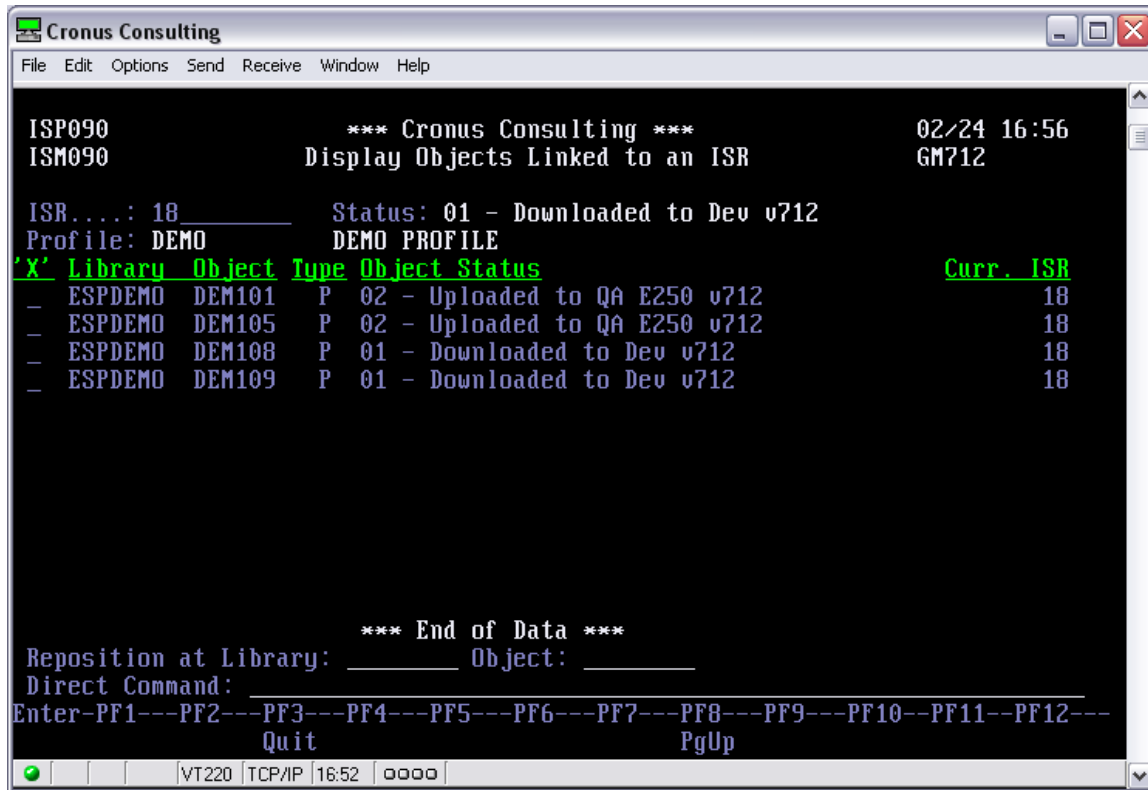 Cronus Consulting
File Edit Options Send Receive Window Help
ISP090 *** Cronus Consulting *** 02/24 16:56
ISM090 Display Objects Linked to an ISR GM712
ISR....: 18_________ Status: 01 - Downloaded to Dev v712
Profile: DEMO DEMO PROFILE
'X' Library Object Type Object Status Curr. ISR
_ ESPDEMO DEM101 P 02 - Uploaded to QA E250 v712 18
_ ESPDEMO DEM105 P 02 - Uploaded to QA E250 v712 18
_ ESPDEMO DEM108 P 01 - Downloaded to Dev v712 18
_ ESPDEMO DEM109 P 01 - Downloaded to Dev v712 18
*** End of Data ***
Reposition at Library: ________ Object: ________
Direct Command: ____________________________________________________________
Enter-PF1---PF2---PF3---PF4---PF5---PF6---PF7---PF8---PF9---PF10--PF11--PF12---
Quit PgUp
VT220 TCP/IP 16:52